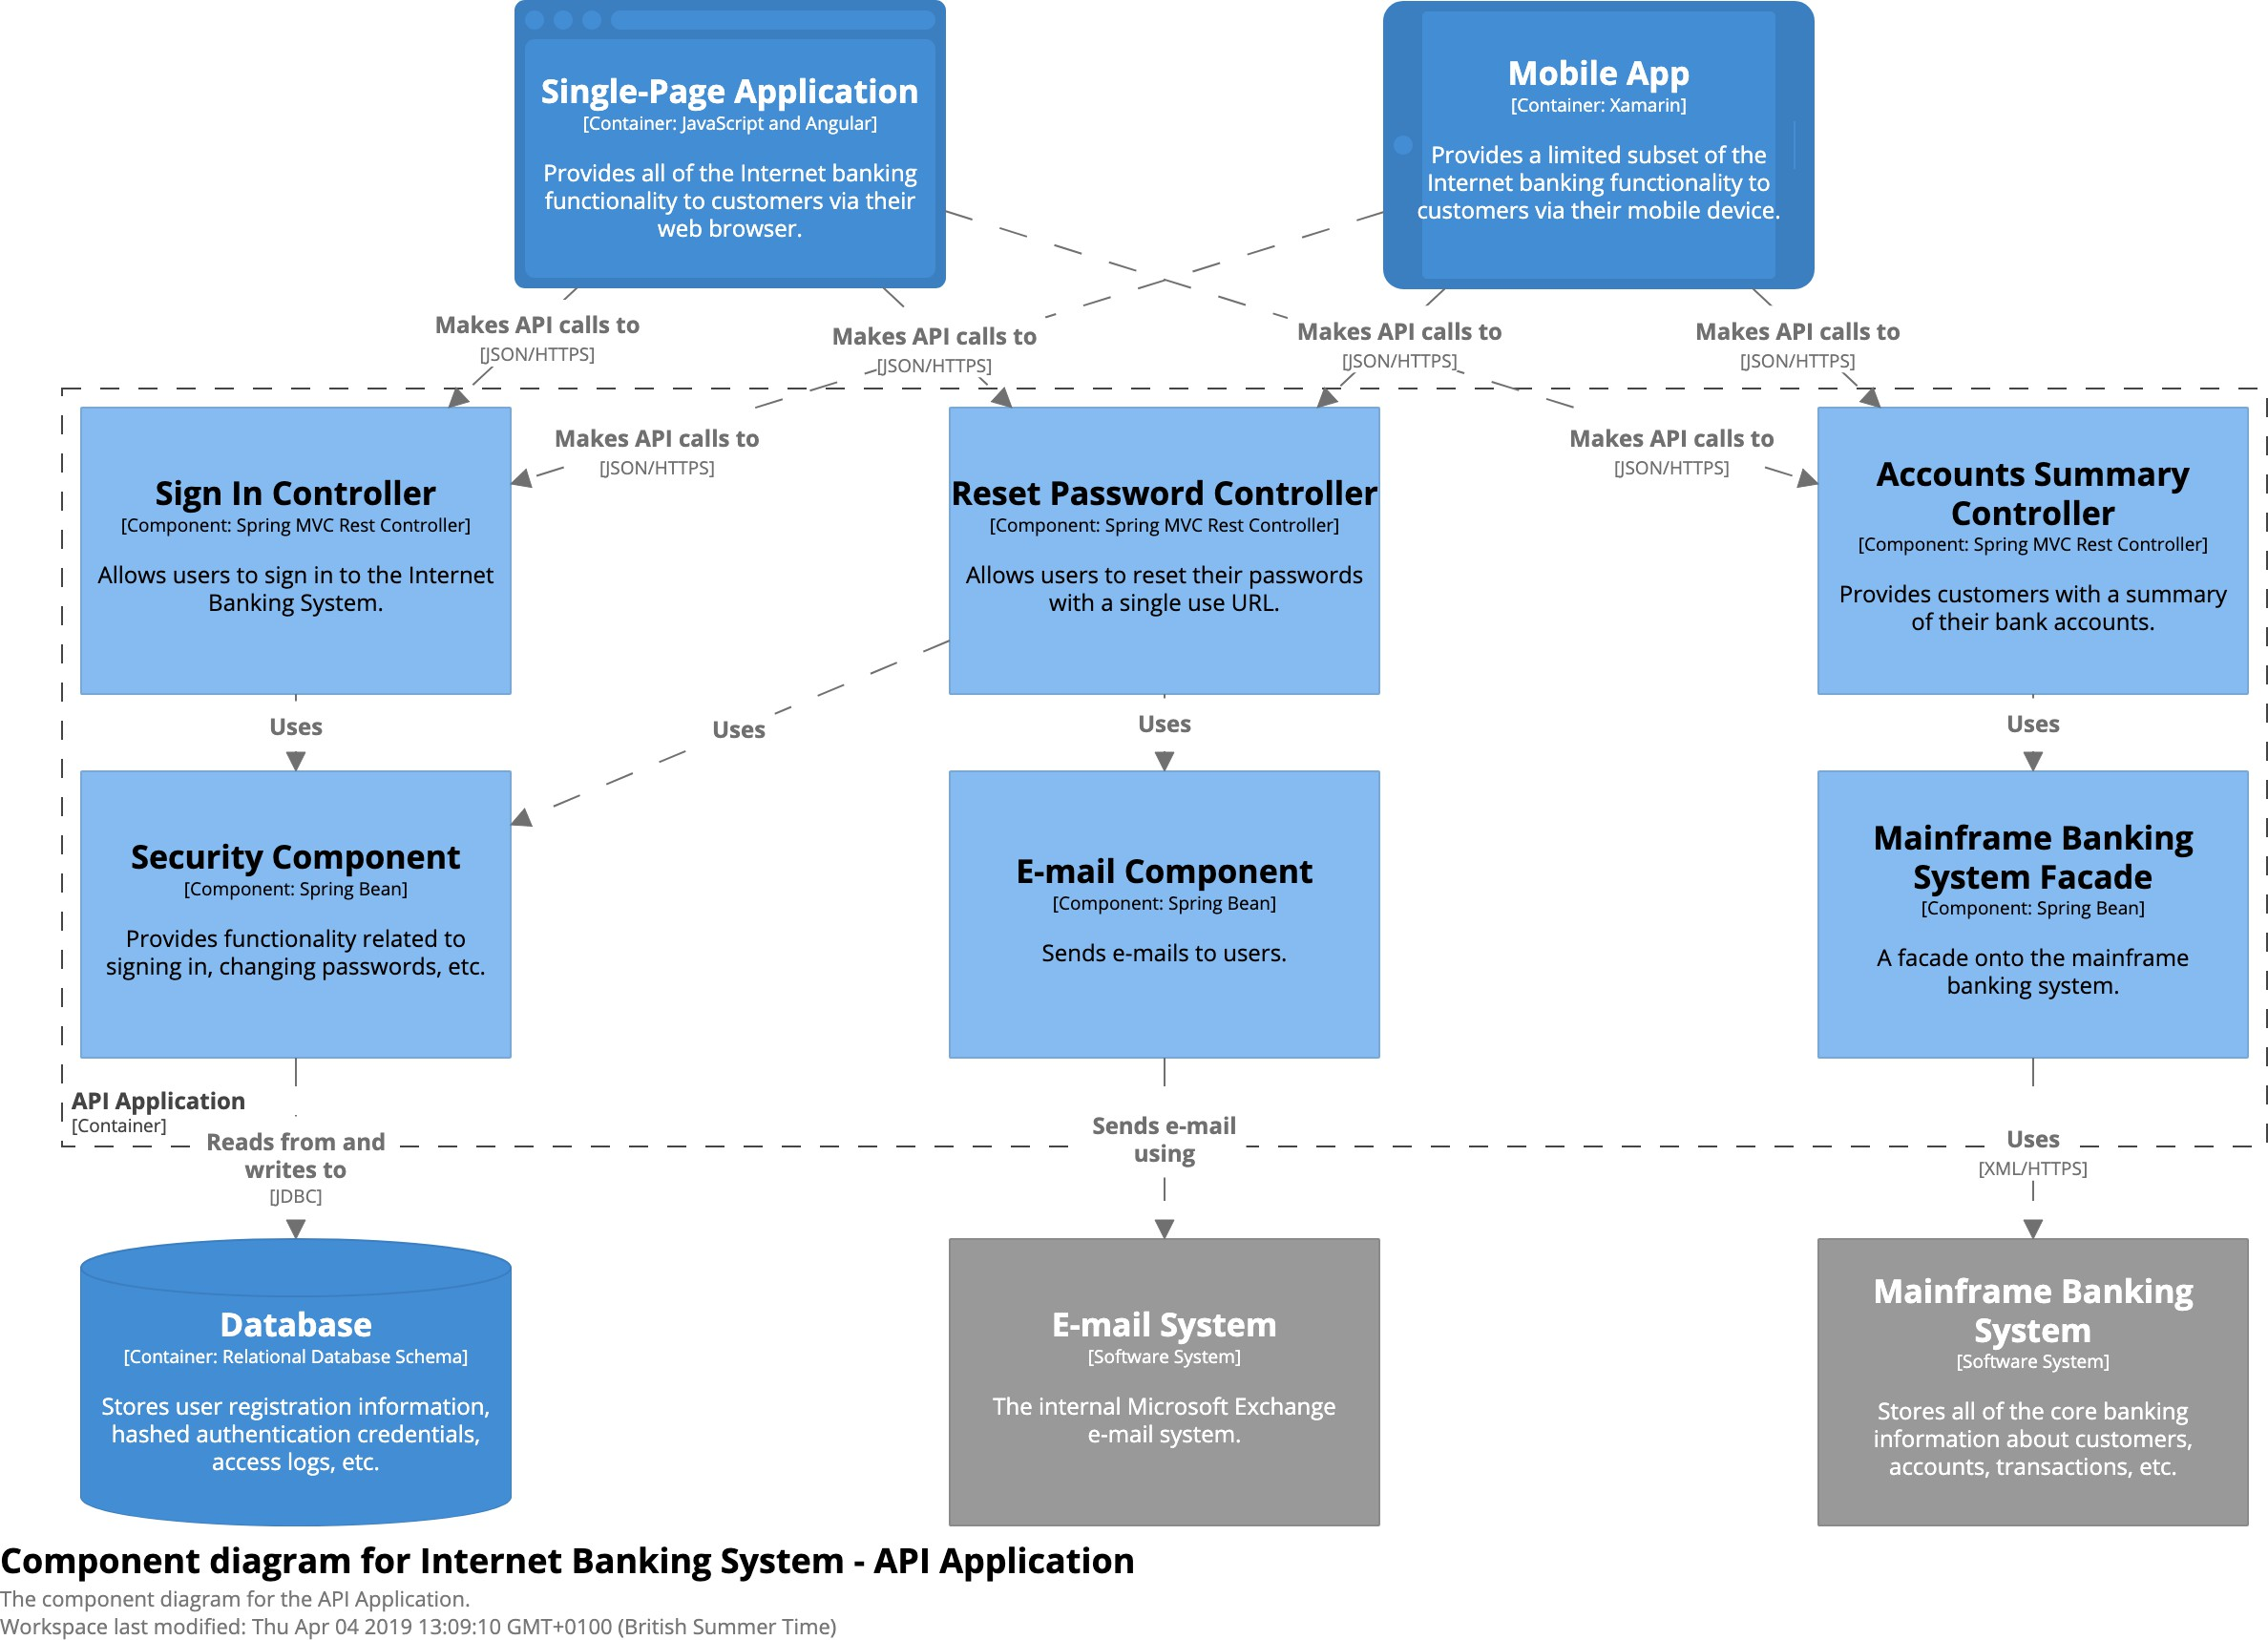 Single-Page Application
[Container: JavaScript and Angular]
Provides all of the Internet banking
functionality to customers via their
web browser.
Mobile App
[Container: Xamarin]
Provides a limited subset of the
Internet banking functionality to
customers via their mobile device.
Makes API calls to
[JSON/HTTPS]
Makes API calls to
[JSON/HTTPS]
Makes API calls to
[JSON/HTTPS]
Makes API calls to
[JSON/HTTPS]
Makes API calls to
[JSON/HTTPS]
Makes API calls to
[JSON/HTTPS]
Sign In Controller
[Component: Spring MVC Rest Controller]
Allows users to sign in to the Internet
Banking System.
Reset Password Controller
[Component: Spring MVC Rest Controller]
Allows users to reset their passwords
with a single use URL.
Accounts Summary
Controller
[Component: Spring MVC Rest Controller]
Provides customers with a summary
of their bank accounts.
Uses
Uses
Uses
Uses
Security Component
[Component: Spring Bean]
Provides functionality related to
signing in, changing passwords, etc.
E-mail Component
[Component: Spring Bean]
Sends e-mails to users.
Mainframe Banking
System Facade
[Component: Spring Bean]
A facade onto the mainframe
banking system.
API Application
[Container]
Reads from and
writes to
[JDBC]
Sends e-mail
using
Uses
[XML/HTTPS]
Database
[Container: Relational Database Schema]
Stores user registration information,
hashed authentication credentials,
access logs, etc.
E-mail System
[Software System]
The internal Microsoft Exchange
e-mail system.
Mainframe Banking
System
[Software System]
Stores all of the core banking
information about customers,
accounts, transactions, etc.
Component diagram for Internet Banking System - API Application
The component diagram for the API Application.
Workspace last modified: Thu Apr 04 2019 13:09:10 GMT+0100 (British Summer Time)